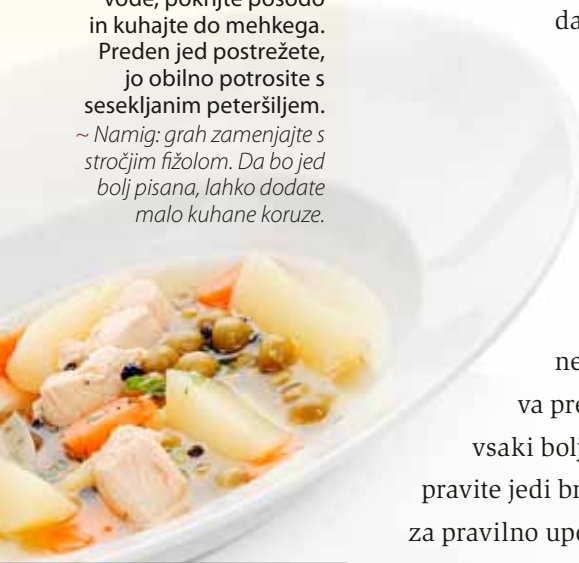 vode, pokrijte posodo
in kuhajte do mehkega.
Preden jed postrežete,
jo obilno potrosite s
sesekljanim peteršiljem.
~ Namig: grah zamenjajte s
stročjim fižolom. Da bo jed
bolj pisana, lahko dodate
malo kuhane koruze.
da
ne
va pre
vsaki bolj
pravite jedi br
za pravilno upo